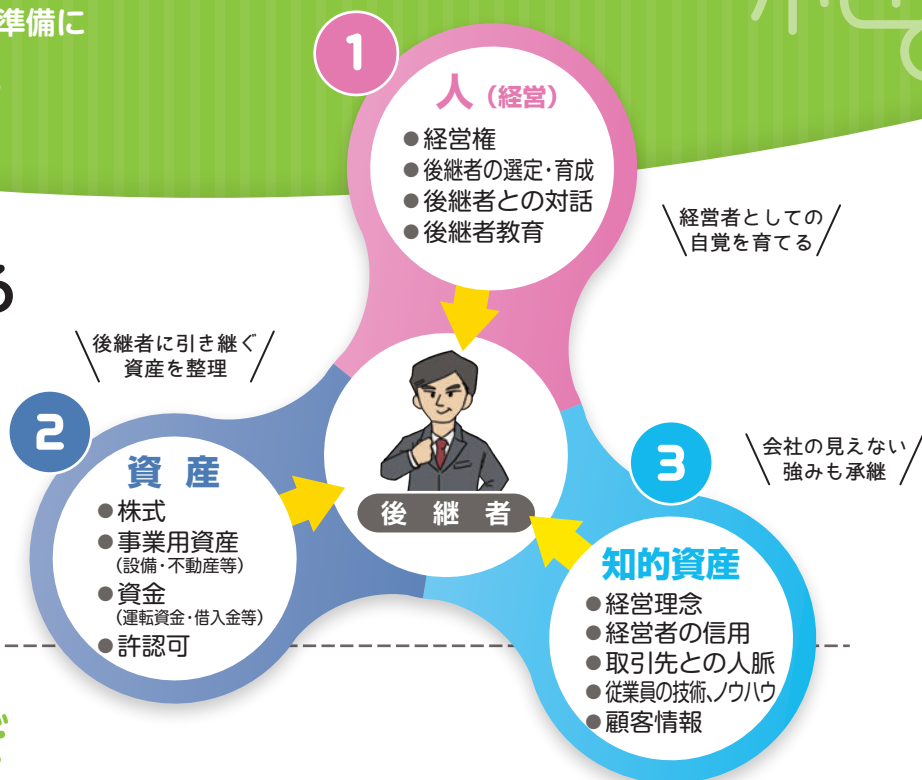 準備に
る
1
人（経営）
●経営権
●後継者の選定・育成
●後継者との対話
●後継者教育
経営者としての
自覚を育てる
後継者に引き継ぐ
資産を整理
2
資産
●株式
●事業用資産
（設備・不動産等）
●資金
（運転資金・借入金等）
●許認可
後継者
3
会社の見えない
強みも承継
知的資産
●経営理念
●経営者の信用
●取引先との人脈
●従業員の技術、ノウハウ
●顧客情報